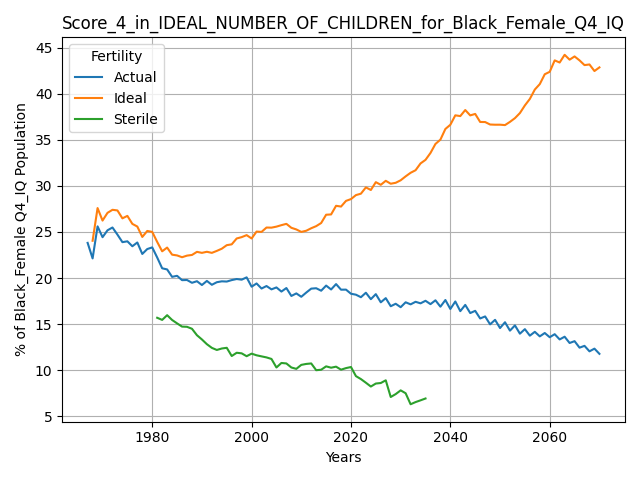 Score_4_in_IDEAL_NUMBER_OF_CHILDREN_for_Black_Female_Q4_IQ
Fertility
Actual
Ideal
Sterile
% of Black_Female Q4_IQ Population
45
40
35
30
25
20
15
10
5
1980
2000
2020
2040
2060
Years